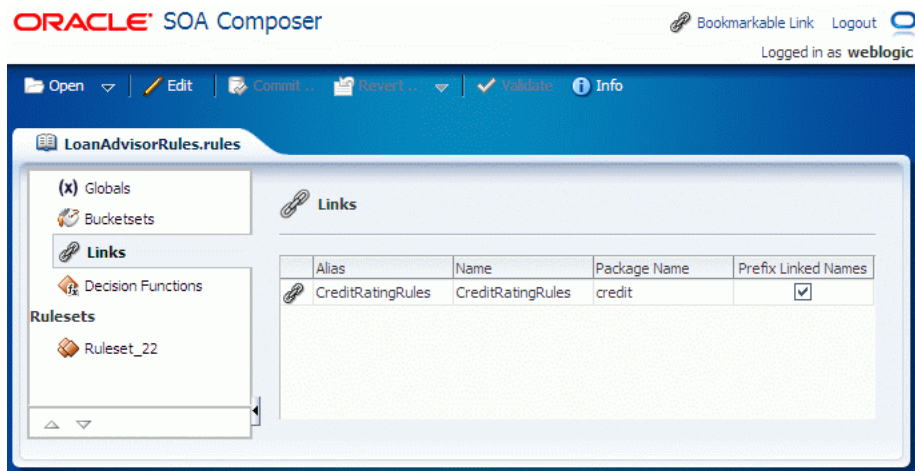 ORACLE SOA Composer
Bookmarkable Link Logout
Logged in as weblogic
Open Edit Commit .. Revert .. Validate Info
LoanAdvisorRules.rules
(x) Globals
Bucketsets
Links
Decision Functions
Rulesets
Ruleset_22
Links
Alias Name Package Name Prefix Linked Names
CreditRatingRules CreditRatingRules credit